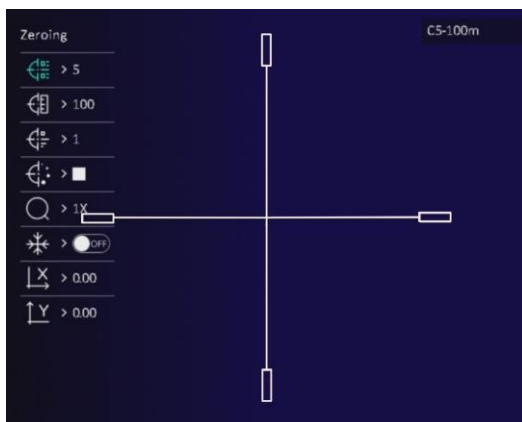 Zeroing
C5-100m
> 5
> 100
> 1
>
> 1X
> OFF
X > 0.00
Y > 0.00